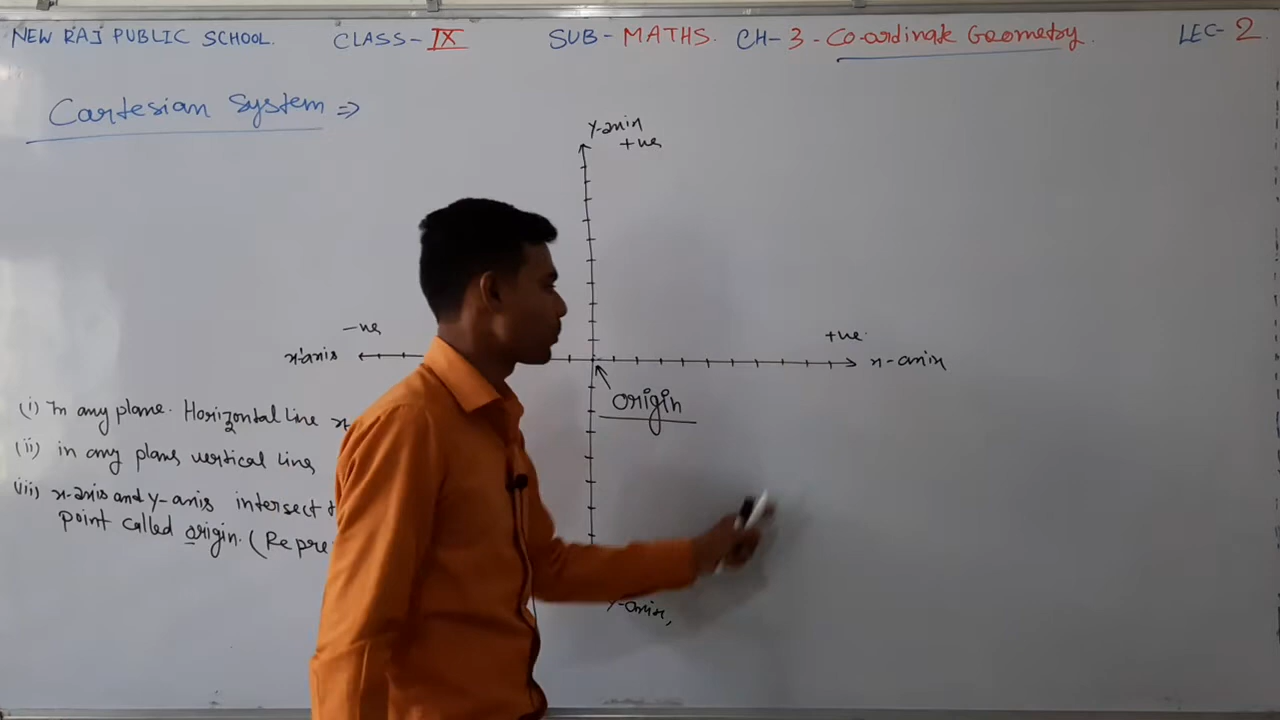 NEW RAJ PUBLIC SCHOOL. CLASS - IX SUB - MATHS. CH - 3 - Co-ordinate Geometry. LEC - 2.
Cartesian System ⇒
y-axis
+ve
-ve
+ve
x'-axis
x-axis
origin
(i) In any plane. Horizontal Line x
(ii) in any plane vertical line
(iii) x-axis and y-axis intersect
point called origin. (Repre
y-axis,